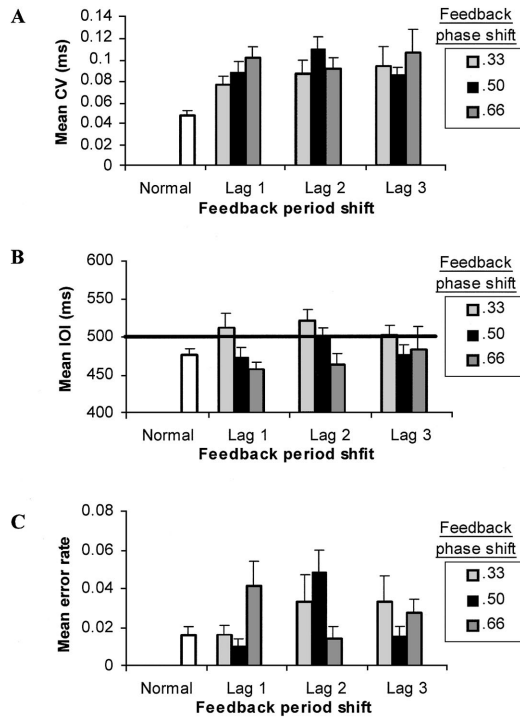 A
Mean CV (ms)
0.14
0.12
0.1
0.08
0.06
0.04
0.02
0
Normal Lag 1 Lag 2 Lag 3
Feedback period shift
Feedback
phase shift
.33
.50
.66
B
Mean IOI (ms)
600
550
500
450
400
Normal Lag 1 Lag 2 Lag 3
Feedback period shfit
Feedback
phase shift
.33
.50
.66
C
Mean error rate
0.08
0.06
0.04
0.02
0
Normal Lag 1 Lag 2 Lag 3
Feedback period shift
Feedback
phase shift
.33
.50
.66